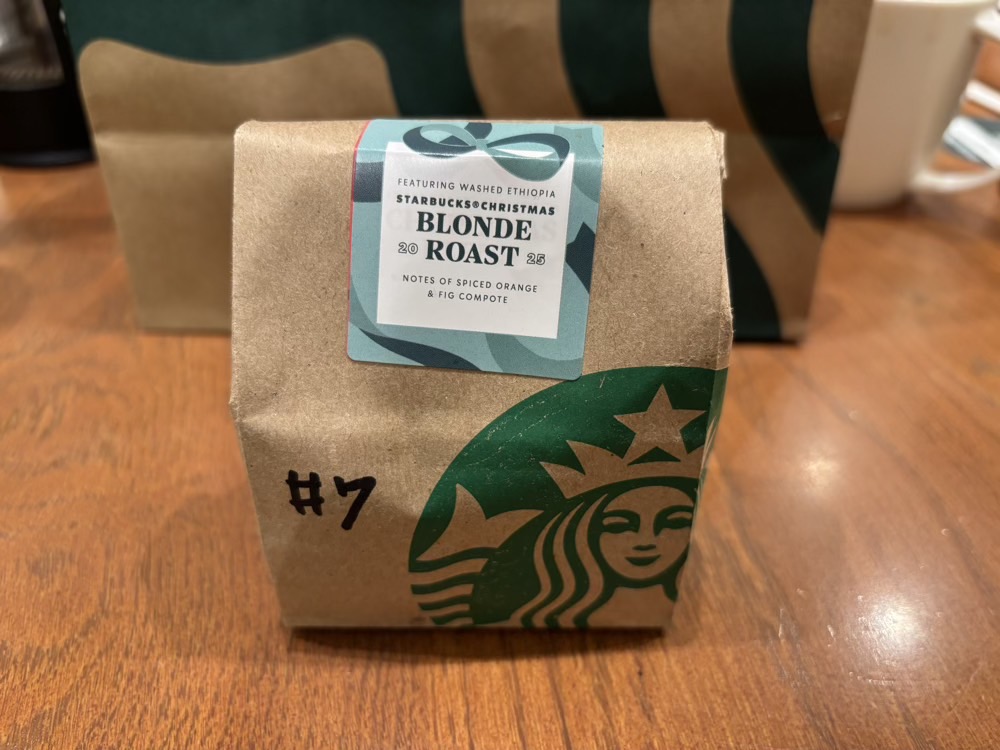 FEATURING WASHED ETHIOPIA
STARBUCKS®CHRISTMAS
BLONDE
20 ROAST 25
NOTES OF SPICED ORANGE
& FIG COMPOTE
#7